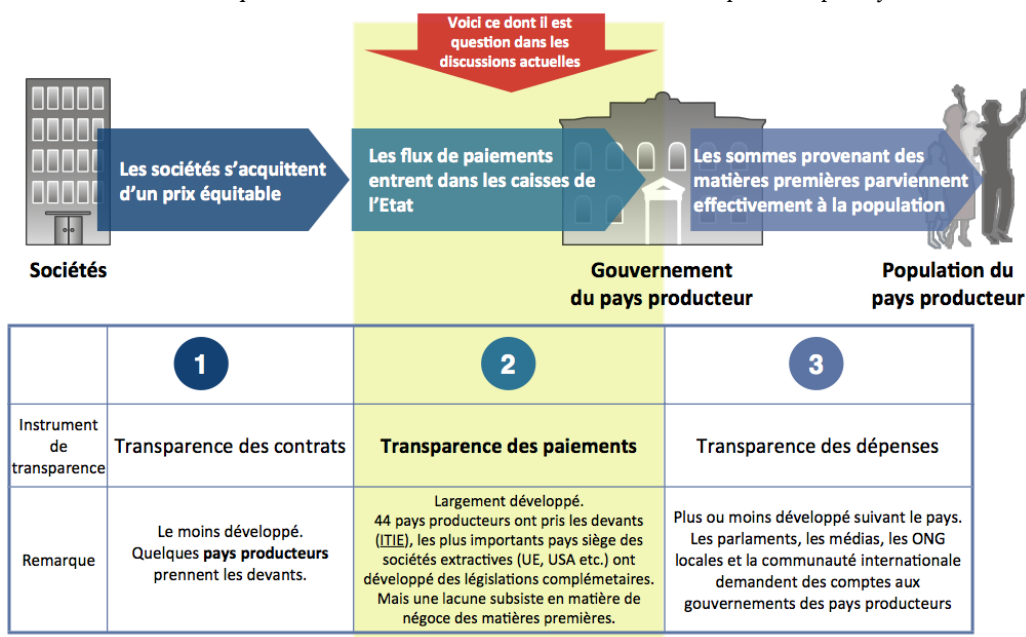 Voici ce dont il est
question dans les
discussions actuelles
Les sociétés s’acquittent
d’un prix équitable
Les flux de paiements
entrent dans les caisses de
l’Etat
Les sommes provenant des
matières premières parviennent
effectivement à la population
Sociétés
Gouvernement
du pays producteur
Population du
pays producteur
1
2
3
Instrument
de
transparence
Transparence des contrats
Transparence des paiements
Transparence des dépenses
Remarque
Le moins développé.
Quelques pays producteurs
prennent les devants.
Largement développé.
44 pays producteurs ont pris les devants
(ITIE), les plus importants pays siège des
sociétés extractives (UE, USA etc.) ont
développé des législations complémetaires.
Mais une lacune subsiste en matière de
négoce des matières premières.
Plus ou moins développé suivant le pays.
Les parlaments, les médias, les ONG
locales et la communauté internationale
demandent des comptes aux
gouvernements des pays producteurs